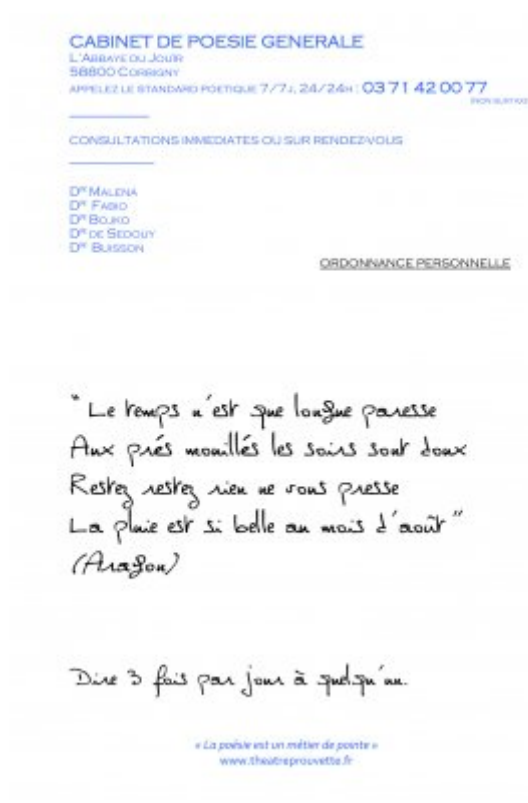 CABINET DE POESIE GENERALE
L'ABBAYE DU JOUÏR
58800 CORBIGNY
APPELEZ LE STANDARD POETIQUE 7/7J, 24/24H : 03 71 42 00 77
(NON SURTAXÉ
CONSULTATIONS IMMEDIATES OU SUR RENDEZ-VOUS
DR MALENA
DR FABIO
DR BOJKO
DR DE SEDOUY
DR BUISSON
ORDONNANCE PERSONNELLE
"Le temps n'est que longue paresse
Aux prés mouillés les soirs sont doux
Restez restez rien ne vous presse
La pluie est si belle au mois d'août"
(Aragon)
Dire 3 fois par jour à quelqu'un.
« La poésie est un métier de pointe »
www.theatreprouvette.fr